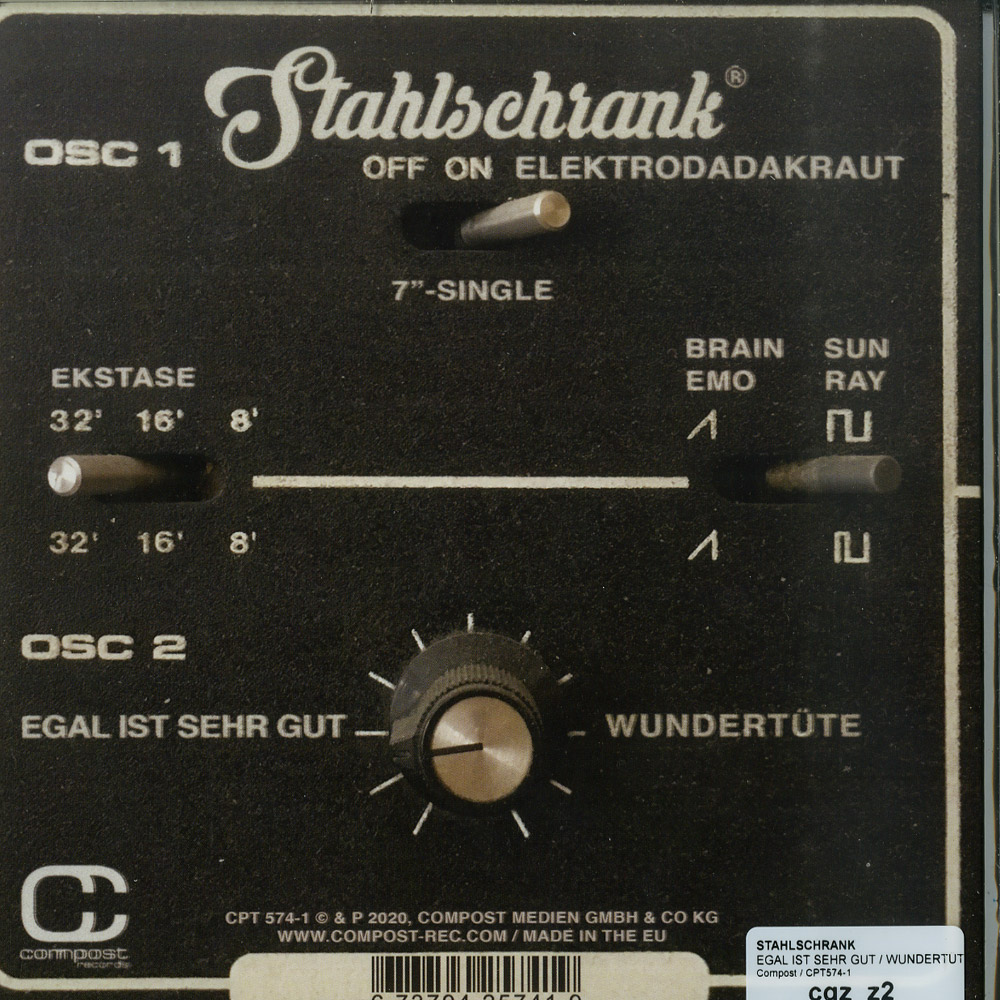 Stahlschrank®
OSC 1
OFF ON ELEKTRODADAKRAUT
7”-SINGLE
BRAIN SUN
EMO RAY
EKSTASE
32' 16' 8'
32' 16' 8'
OSC 2
EGAL IST SEHR GUT
WUNDERTÜTE
compost
records
CPT 574-1 © & P 2020, COMPOST MEDIEN GMBH & CO KG
WWW.COMPOST-REC.COM / MADE IN THE EU
STAHLSCHRANK
EGAL IST SEHR GUT / WUNDERTUT
Compost / CPT574-1
cgz z2